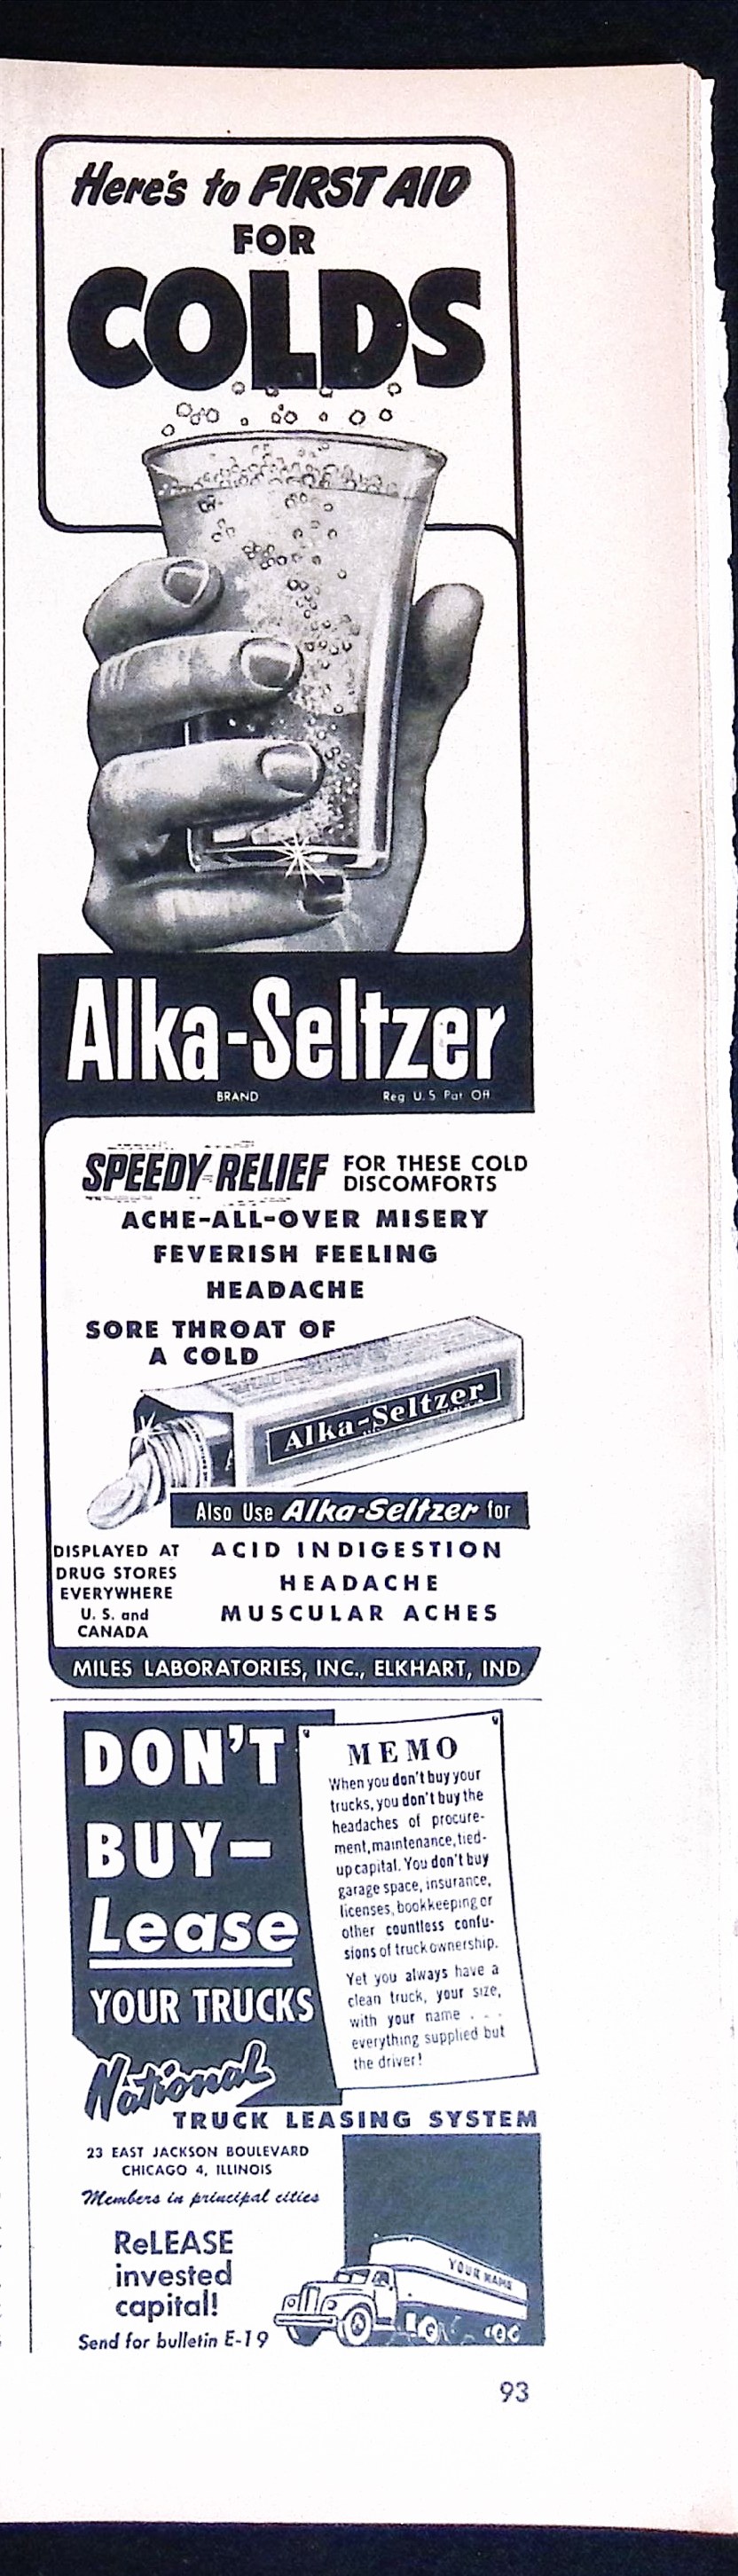 Here's to FIRST AID
FOR
COLDS
Alka-Seltzer
BRAND Reg U. S Pat Off
SPEEDY RELIEF FOR THESE COLD
DISCOMFORTS
ACHE-ALL-OVER MISERY
FEVERISH FEELING
HEADACHE
SORE THROAT OF
A COLD
Alka-Seltzer
Also Use Alka-Seltzer for
DISPLAYED AT
DRUG STORES
EVERYWHERE
U. S. and
CANADA
ACID INDIGESTION
HEADACHE
MUSCULAR ACHES
MILES LABORATORIES, INC., ELKHART, IND.
DON'T
BUY–
Lease
YOUR TRUCKS
MEMO
When you don't buy your
trucks, you don't buy the
headaches of procure-
ment, maintenance, tied-
up capital. You don't buy
garage space, insurance,
licenses, bookkeeping or
other countless confu-
sions of truck ownership.
Yet you always have a
clean truck, your size,
with your name . . .
everything supplied but
the driver!
National
TRUCK LEASING SYSTEM
23 EAST JACKSON BOULEVARD
CHICAGO 4, ILLINOIS
Members in principal cities
ReLEASE
invested
capital!
Send for bulletin E-19
YOUR NAME
93